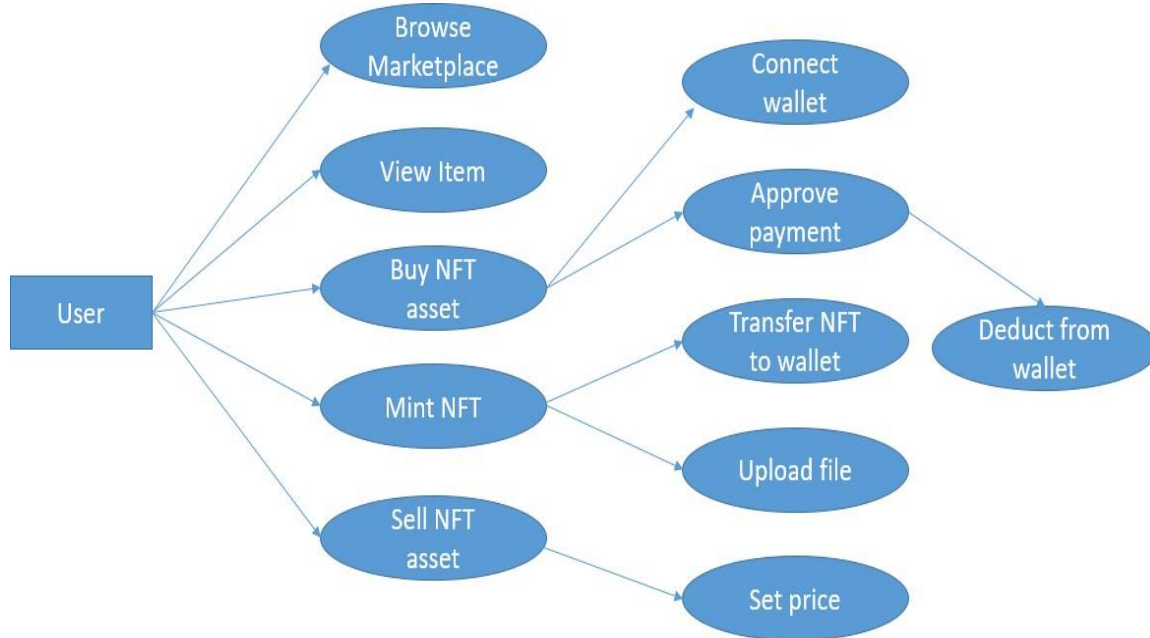 Browse
Marketplace
Connect
wallet
View Item
Approve
payment
Buy NFT
asset
User
Transfer NFT
to wallet
Deduct from
wallet
Mint NFT
Upload file
Sell NFT
asset
Set price